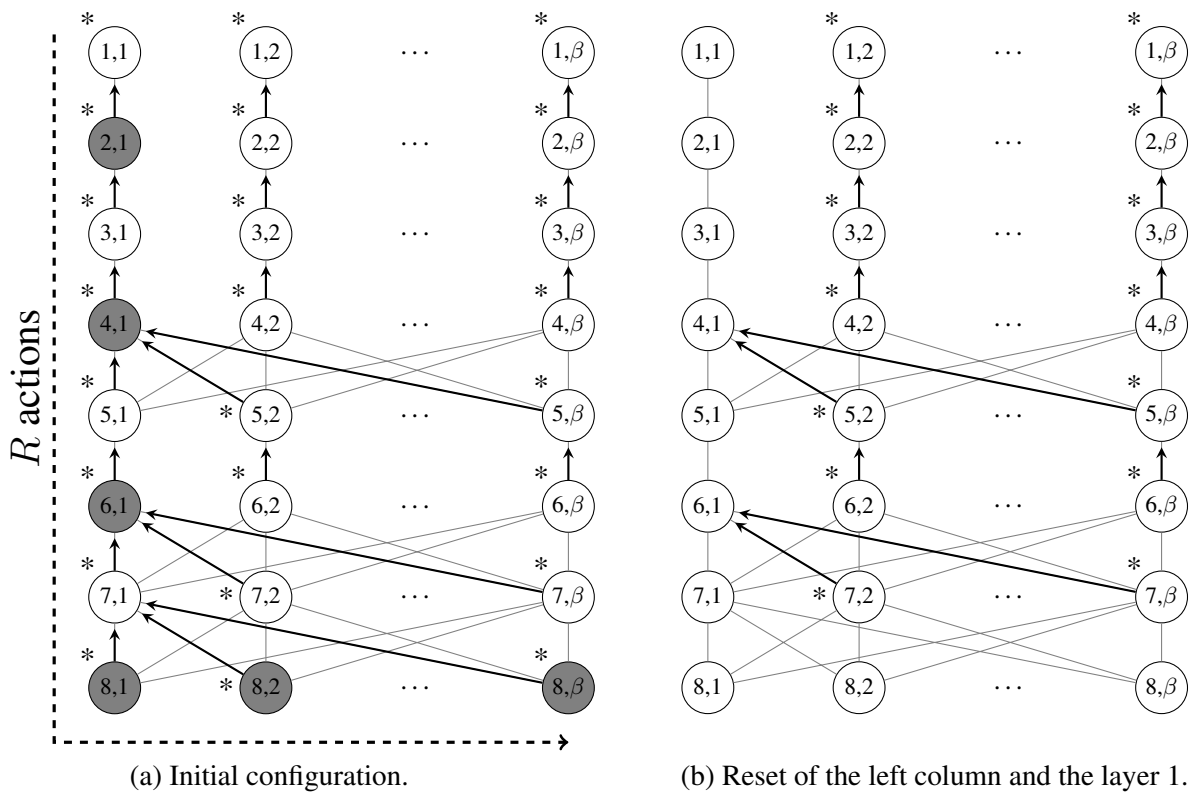 * * *
1,1 1,2 ··· 1,β
* * *
2,1 2,2 ··· 2,β
* * *
3,1 3,2 ··· 3,β
* * *
4,1 4,2 ··· 4,β
* *
5,1 * 5,2 ··· 5,β
* * *
6,1 6,2 ··· 6,β
* *
7,1 * 7,2 ··· 7,β
* *
8,1 * 8,2 ··· 8,β
R actions
(a) Initial configuration.
* *
1,1 1,2 ··· 1,β
* *
2,1 2,2 ··· 2,β
* *
3,1 3,2 ··· 3,β
* *
4,1 4,2 ··· 4,β
*
5,1 * 5,2 ··· 5,β
* *
6,1 6,2 ··· 6,β
*
7,1 * 7,2 ··· 7,β
8,1 8,2 ··· 8,β
(b) Reset of the left column and the layer 1.